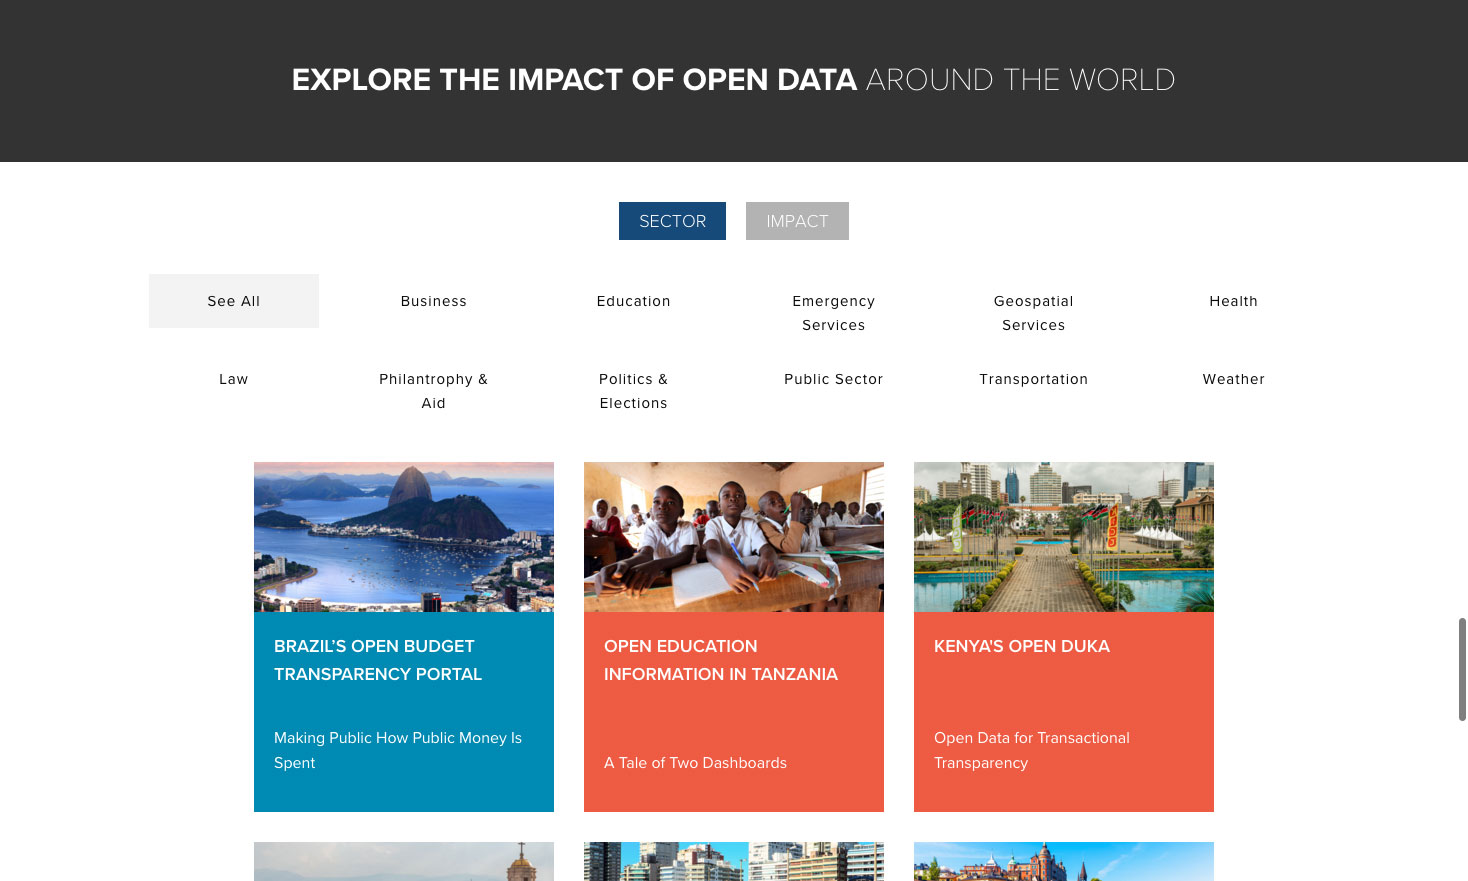 EXPLORE THE IMPACT OF OPEN DATA AROUND THE WORLD
SECTOR
IMPACT
See All
Business
Education
Emergency
Services
Geospatial
Services
Health
Law
Philantrophy &
Aid
Politics &
Elections
Public Sector
Transportation
Weather
BRAZIL’S OPEN BUDGET
TRANSPARENCY PORTAL
Making Public How Public Money Is
Spent
OPEN EDUCATION
INFORMATION IN TANZANIA
A Tale of Two Dashboards
KENYA'S OPEN DUKA
Open Data for Transactional
Transparency